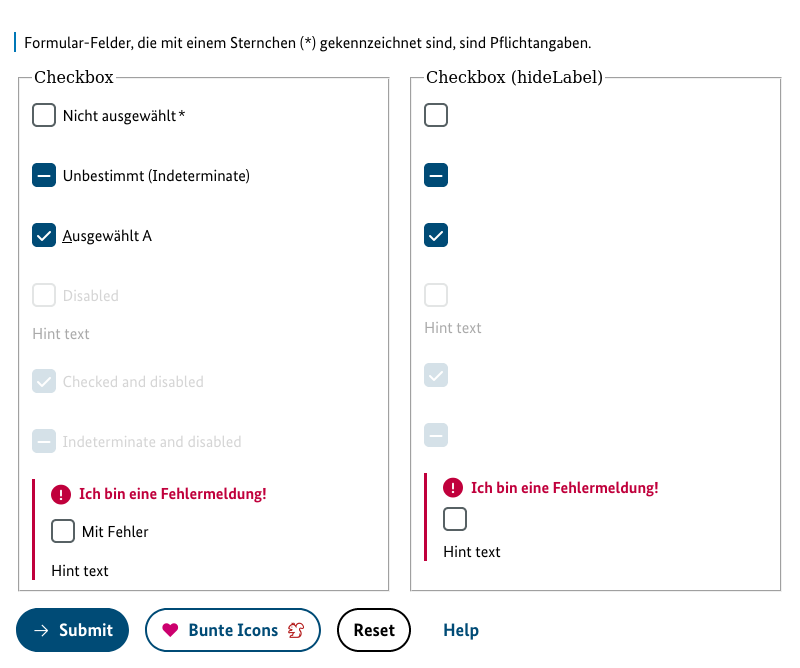 Formular-Felder, die mit einem Sternchen (*) gekennzeichnet sind, sind Pflichtangaben.
Checkbox
Nicht ausgewählt*
Unbestimmt (Indeterminate)
Ausgewählt A
Disabled
Hint text
Checked and disabled
Indeterminate and disabled
Ich bin eine Fehlermeldung!
Mit Fehler
Hint text
Checkbox (hideLabel)
Hint text
Ich bin eine Fehlermeldung!
Hint text
Submit
Bunte Icons
Reset
Help